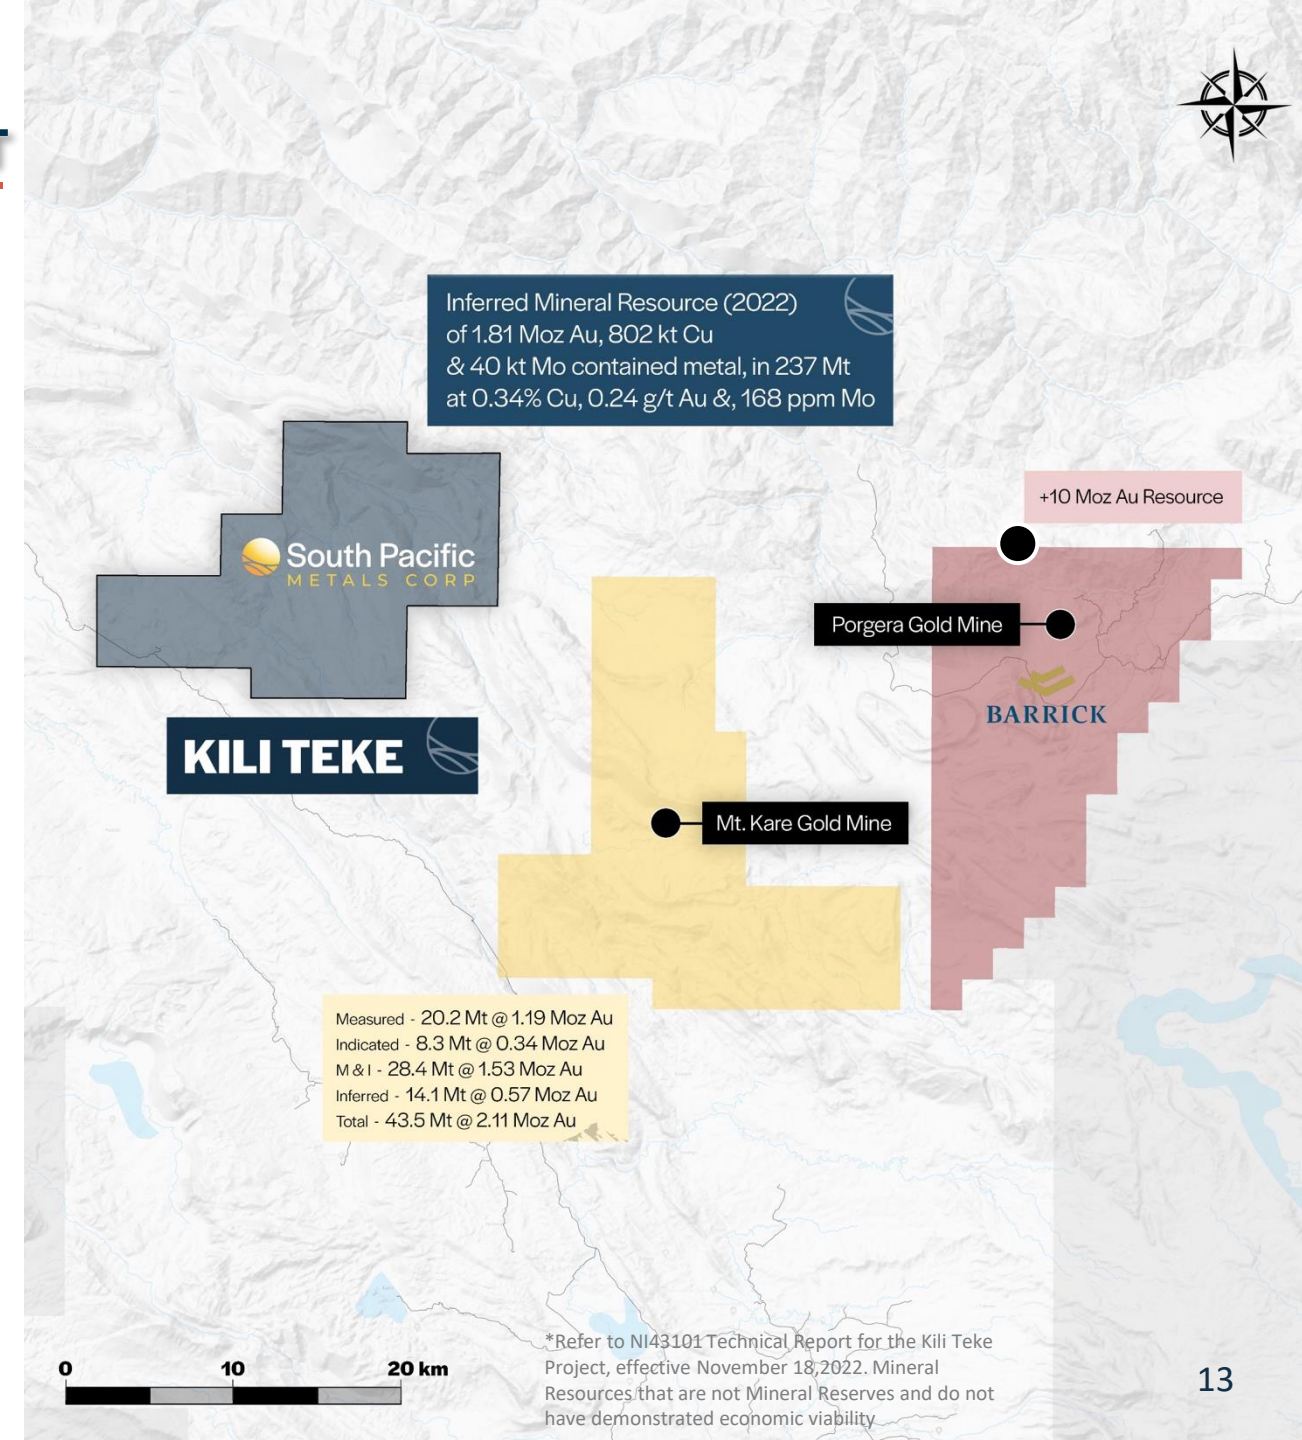 T
Inferred Mineral Resource (2022)
of 1.81 Moz Au, 802 kt Cu
& 40 kt Mo contained metal, in 237 Mt
at 0.34% Cu, 0.24 g/t Au &, 168 ppm Mo
+10 Moz Au Resource
South Pacific
METALS CORP
Porgera Gold Mine
BARRICK
KILI TEKE
Mt. Kare Gold Mine
Measured - 20.2 Mt @ 1.19 Moz Au
Indicated - 8.3 Mt @ 0.34 Moz Au
M & I - 28.4 Mt @ 1.53 Moz Au
Inferred - 14.1 Mt @ 0.57 Moz Au
Total - 43.5 Mt @ 2.11 Moz Au
*Refer to NI43101 Technical Report for the Kili Teke
Project, effective November 18,2022. Mineral
Resources that are not Mineral Reserves and do not
have demonstrated economic viability
0 10 20 km
13